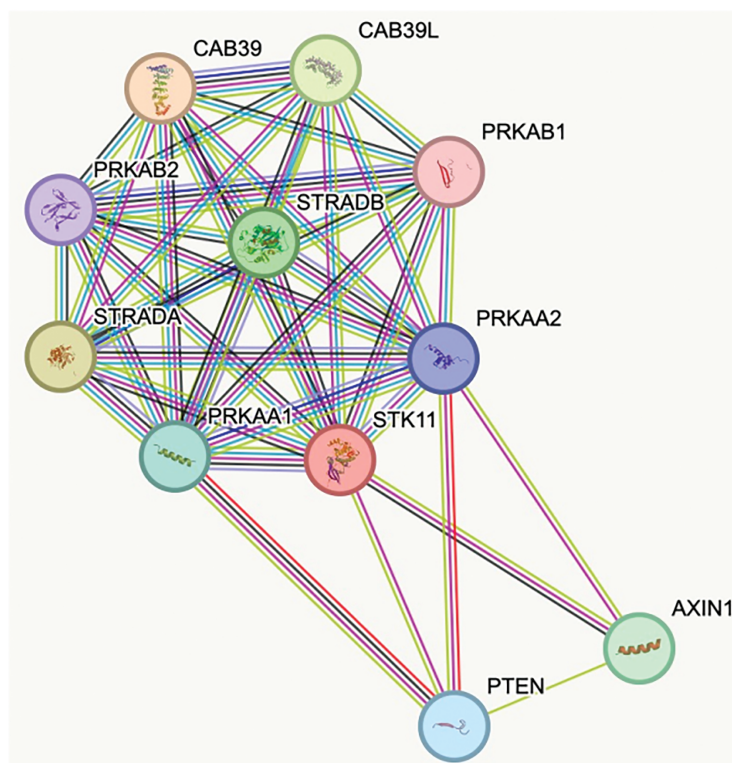 CAB39L
CAB39
PRKAB1
PRKAB2
STRADB
STRADA
PRKAA2
PRKAA1
STK11
AXIN1
PTEN